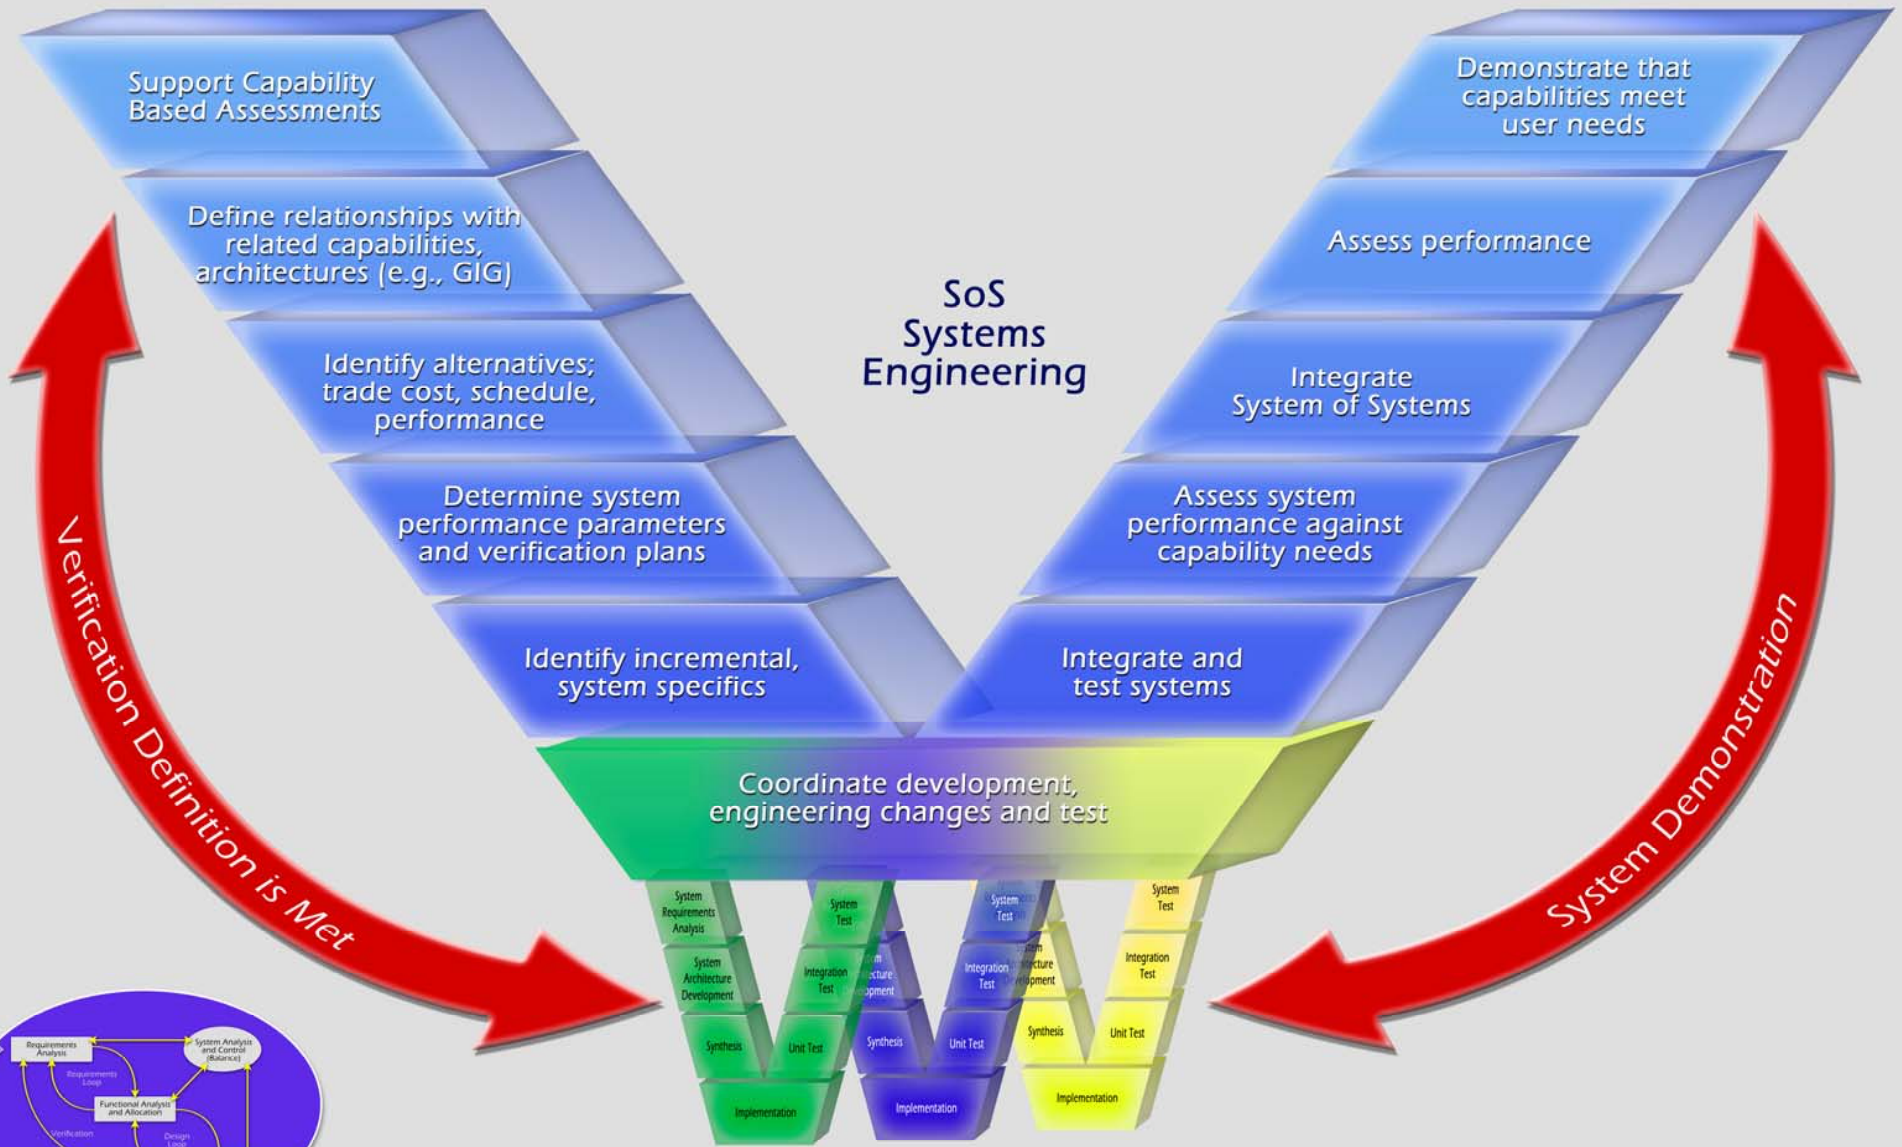 Support Capability
Based Assessments
Define relationships with
related capabilities,
architectures (e.g., GIG)
Identify alternatives;
trade cost, schedule,
performance
Determine system
performance parameters
and verification plans
Identify incremental,
system specifics
SoS
Systems
Engineering
Demonstrate that
capabilities meet
user needs
Assess performance
Integrate
System of Systems
Assess system
performance against
capability needs
Integrate and
test systems
Coordinate development,
engineering changes and test
Verification Definition is Met
System Demonstration
System
Requirements
Analysis
System
Architecture
Development
Synthesis
Implementation
Unit Test
Integration
Test
System
Test
Synthesis
Implementation
Unit Test
Integration
Test
System
Test
Synthesis
Implementation
Unit Test
Integration
Test
System
Test
Requirements
Analysis
System Analysis
and Control
(Balance)
Requirements
Loop
Functional Analysis
and Allocation
Verification
Design
Loop